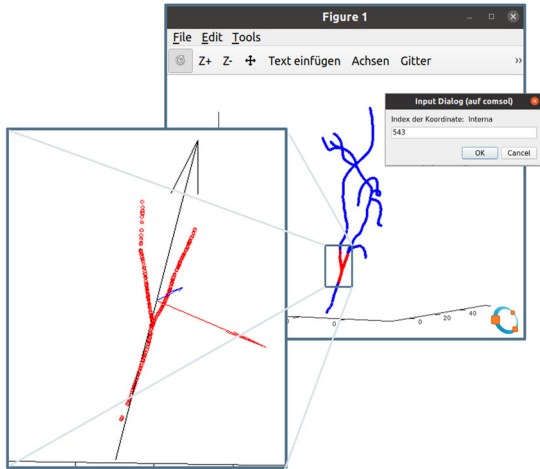 Figure 1
File Edit Tools
Z+ Z- Text einfügen Achsen Gitter »
Input Dialog (auf comsol)
Index der Koordinate: Interna
543
OK Cancel
0 0 20 40